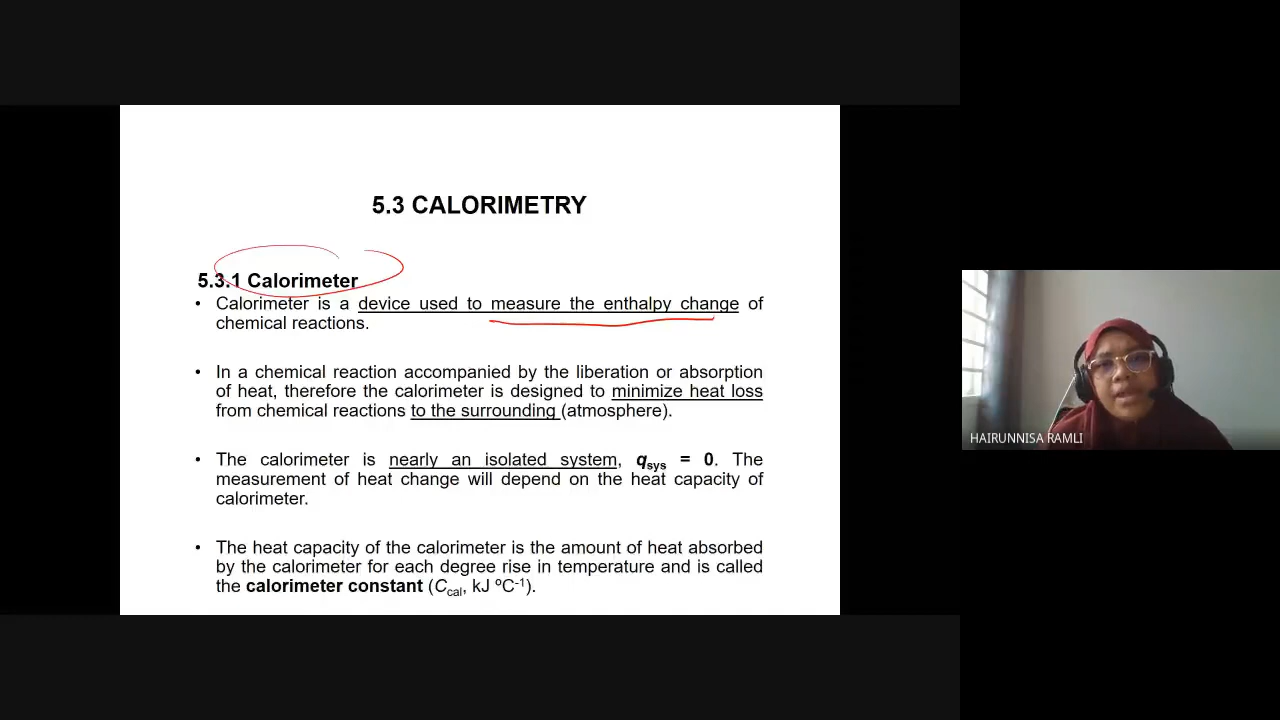 5.3 CALORIMETRY
5.3.1 Calorimeter
• Calorimeter is a device used to measure the enthalpy change of
chemical reactions.
• In a chemical reaction accompanied by the liberation or absorption
of heat, therefore the calorimeter is designed to minimize heat loss
from chemical reactions to the surrounding (atmosphere).
• The calorimeter is nearly an isolated system, qsys = 0. The
measurement of heat change will depend on the heat capacity of
calorimeter.
• The heat capacity of the calorimeter is the amount of heat absorbed
by the calorimeter for each degree rise in temperature and is called
the calorimeter constant (Ccal, kJ ºC-1).
HAIRUNNISA RAMLI